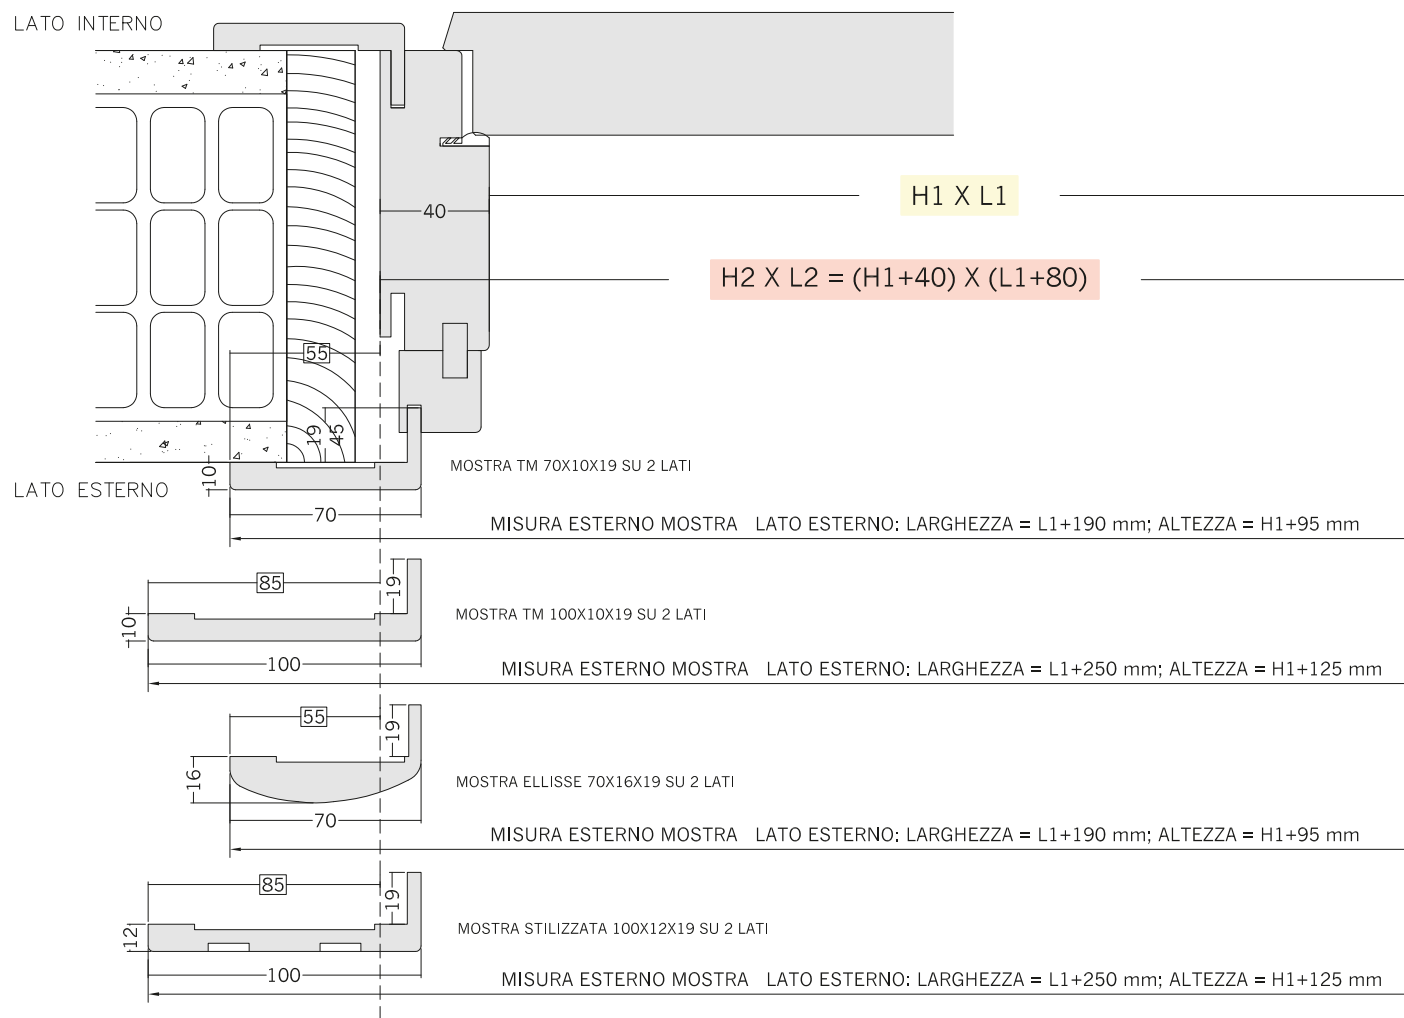 LATO INTERNO
H1 X L1
40
H2 X L2 = (H1+40) X (L1+80)
55
19
45
10
MOSTRA TM 70X10X19 SU 2 LATI
LATO ESTERNO
70
MISURA ESTERNO MOSTRA LATO ESTERNO: LARGHEZZA = L1+190 mm; ALTEZZA = H1+95 mm
85
19
10
MOSTRA TM 100X10X19 SU 2 LATI
100
MISURA ESTERNO MOSTRA LATO ESTERNO: LARGHEZZA = L1+250 mm; ALTEZZA = H1+125 mm
55
19
16
MOSTRA ELLISSE 70X16X19 SU 2 LATI
70
MISURA ESTERNO MOSTRA LATO ESTERNO: LARGHEZZA = L1+190 mm; ALTEZZA = H1+95 mm
85
19
12
MOSTRA STILIZZATA 100X12X19 SU 2 LATI
100
MISURA ESTERNO MOSTRA LATO ESTERNO: LARGHEZZA = L1+250 mm; ALTEZZA = H1+125 mm